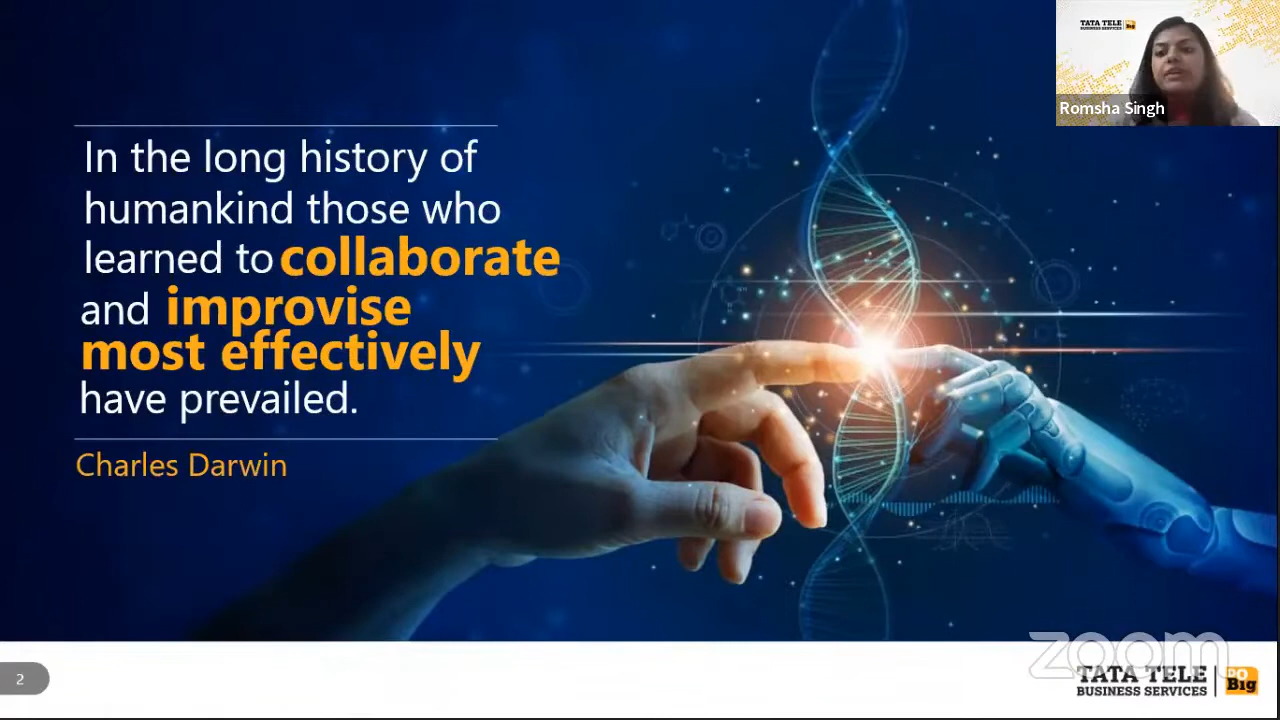 TATA TELE
BUSINESS SERVICES
Romsha Singh
In the long history of
humankind those who
learned to collaborate
and improvise
most effectively
have prevailed.
Charles Darwin
2
zoom
TATA TELE
BUSINESS SERVICES
DO
Big